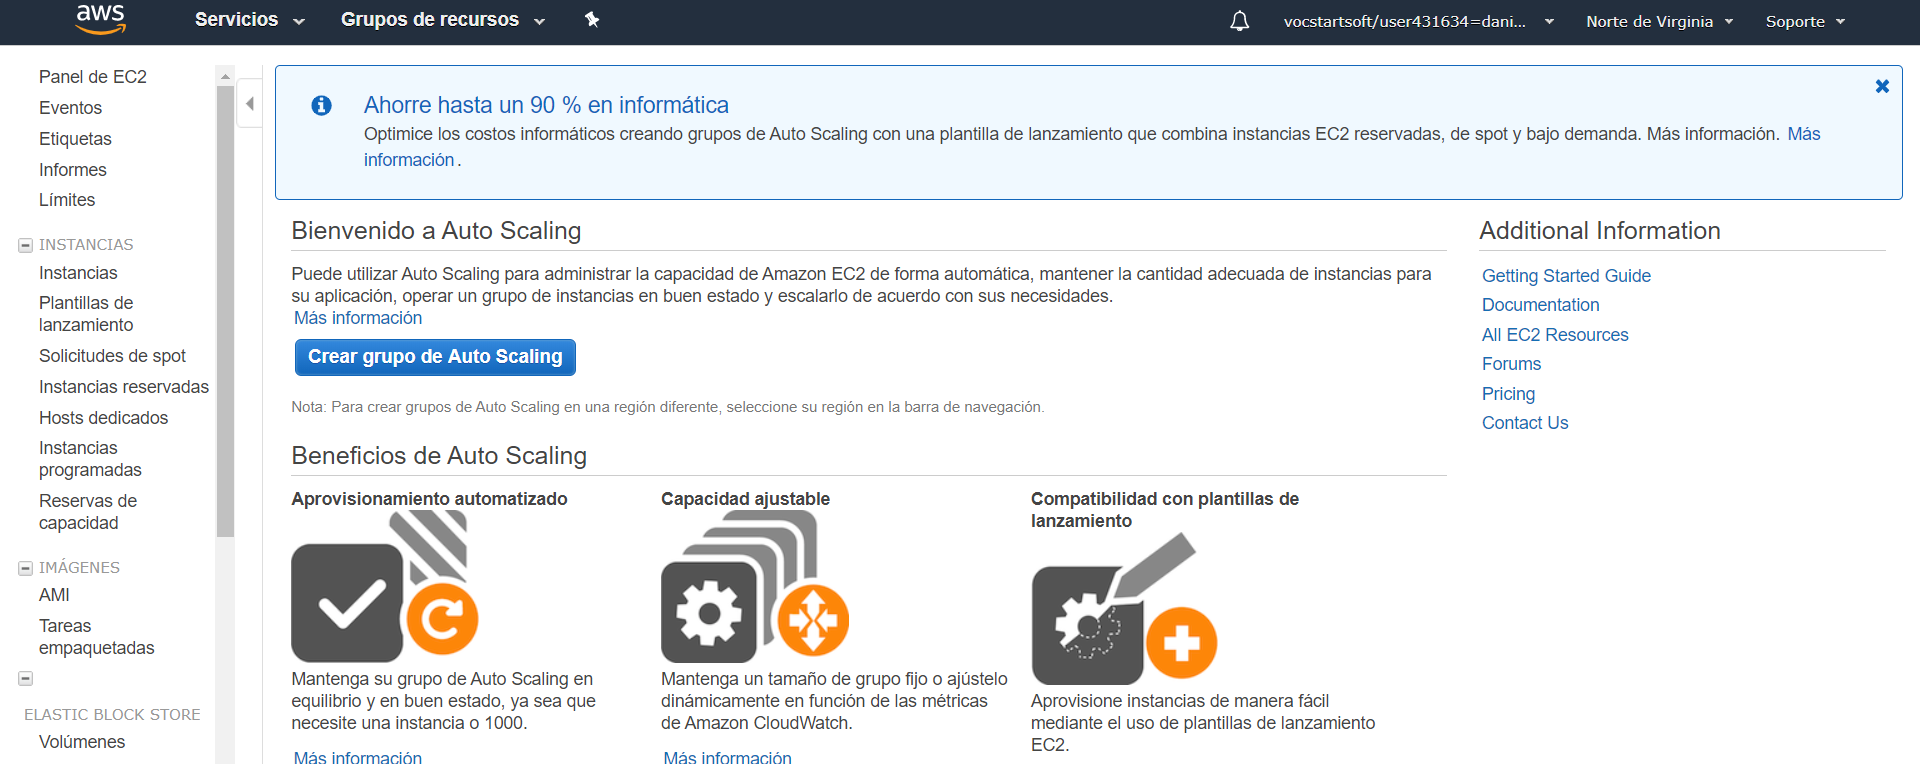 aws
Servicios
Grupos de recursos
vocstartsoft/user431634=dani...
Norte de Virginia
Soporte
Panel de EC2
Eventos
Etiquetas
Informes
Límites
INSTANCIAS
Instancias
Plantillas de
lanzamiento
Solicitudes de spot
Instancias reservadas
Hosts dedicados
Instancias
programadas
Reservas de
capacidad
IMÁGENES
AMI
Tareas
empaquetadas
ELASTIC BLOCK STORE
Volúmenes
Ahorre hasta un 90 % en informática
Optimice los costos informáticos creando grupos de Auto Scaling con una plantilla de lanzamiento que combina instancias EC2 reservadas, de spot y bajo demanda. Más información. Más
información.
Bienvenido a Auto Scaling
Puede utilizar Auto Scaling para administrar la capacidad de Amazon EC2 de forma automática, mantener la cantidad adecuada de instancias para
su aplicación, operar un grupo de instancias en buen estado y escalarlo de acuerdo con sus necesidades.
Más información
Crear grupo de Auto Scaling
Nota: Para crear grupos de Auto Scaling en una región diferente, seleccione su región en la barra de navegación.
Beneficios de Auto Scaling
Aprovisionamiento automatizado
Mantenga su grupo de Auto Scaling en
equilibrio y en buen estado, ya sea que
necesite una instancia o 1000.
Más información
Capacidad ajustable
Mantenga un tamaño de grupo fijo o ajústelo
dinámicamente en función de las métricas
de Amazon CloudWatch.
Más información
Compatibilidad con plantillas de
lanzamiento
Aprovisione instancias de manera fácil
mediante el uso de plantillas de lanzamiento
EC2.
Additional Information
Getting Started Guide
Documentation
All EC2 Resources
Forums
Pricing
Contact Us